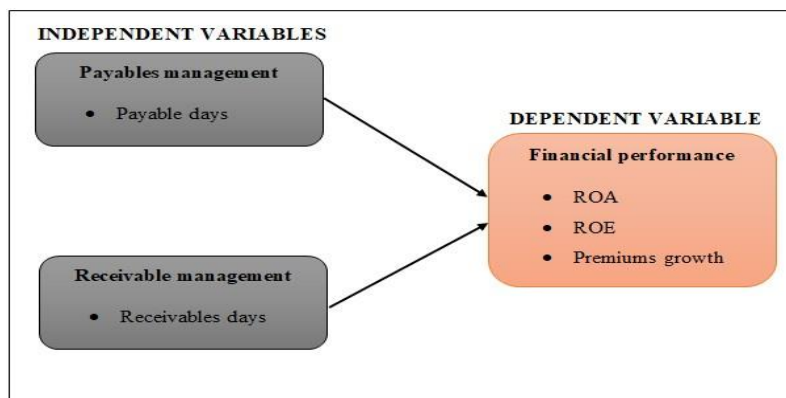 INDEPENDENT VARIABLES
Payables management
• Payable days
DEPENDENT VARIABLE
Financial performance
• ROA
• ROE
• Premiums growth
Receivable management
• Receivables days